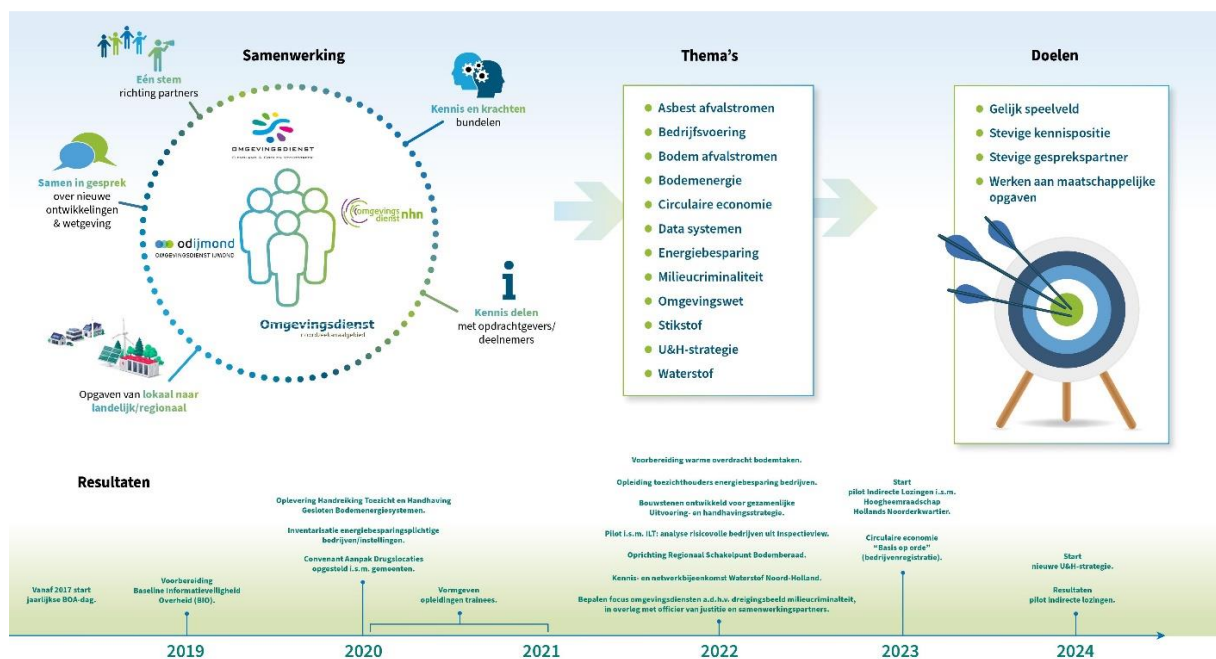 Samenwerking
Eén stem
richting partners
Kennis en krachten
bundelen
OMGEVINGSDIENST
Samen in gesprek
over nieuwe
ontwikkelingen
& wetgeving
omgevings
dienst nhn
odijmond
OMGEVINGSDIENST IJMOND
Omgevingsdienst
noordzeekanaalgebied
Kennis delen
met opdrachtgevers/
deelnemers
Opgaven van lokaal naar
landelijk/regionaal
Thema's
Asbest afvalstromen
Bedrijfsvoering
Bodem afvalstromen
Bodemenergie
Circulaire economie
Data systemen
Energiebesparing
Milieucriminaliteit
Omgevingswet
Stikstof
U&H-strategie
Waterstof
Doelen
Gelijk speelveld
Stevige kennispositie
Stevige gesprekspartner
Werken aan maatschappelijke
opgaven
Resultaten
Vanaf 2017 start
jaarlijkse BOA-dag.
Voorbereiding
Baseline Informatieveiligheid
Overheid (BIO).
Oplevering Handreiking Toezicht en Handhaving
Gesloten Bodemenergiesystemen.
Inventarisatie energiebesparingsplichtige
bedrijven/instellingen.
Convenant Aanpak Drugslocaties
opgesteld i.s.m. gemeenten.
Vormgeven
opleidingen trainees.
Voorbereiding warme overdracht bodemtaken.
Opleiding toezichthouders energiebesparing bedrijven.
Bouwstenen ontwikkeld voor gezamenlijke
Uitvoering- en handhavingsstrategie.
Pilot i.s.m. ILT: analyse risicovolle bedrijven uit Inspectieview.
Oprichting Regionaal Schakelpunt Bodemberaad.
Kennis- en netwerkbijeenkomst Waterstof Noord-Holland.
Bepalen focus omgevingsdiensten a.d.h.v. dreigingsbeeld milieucriminaliteit,
in overleg met officier van justitie en samenwerkingspartners.
Start
pilot Indirecte Lozingen i.s.m.
Hoogheemraadschap
Hollands Noorderkwartier.
Circulaire economie
"Basis op orde"
(bedrijvenregistratie).
Start
nieuwe U&H-strategie.
Resultaten
pilot Indirecte lozingen.
2019
2020
2021
2022
2023
2024